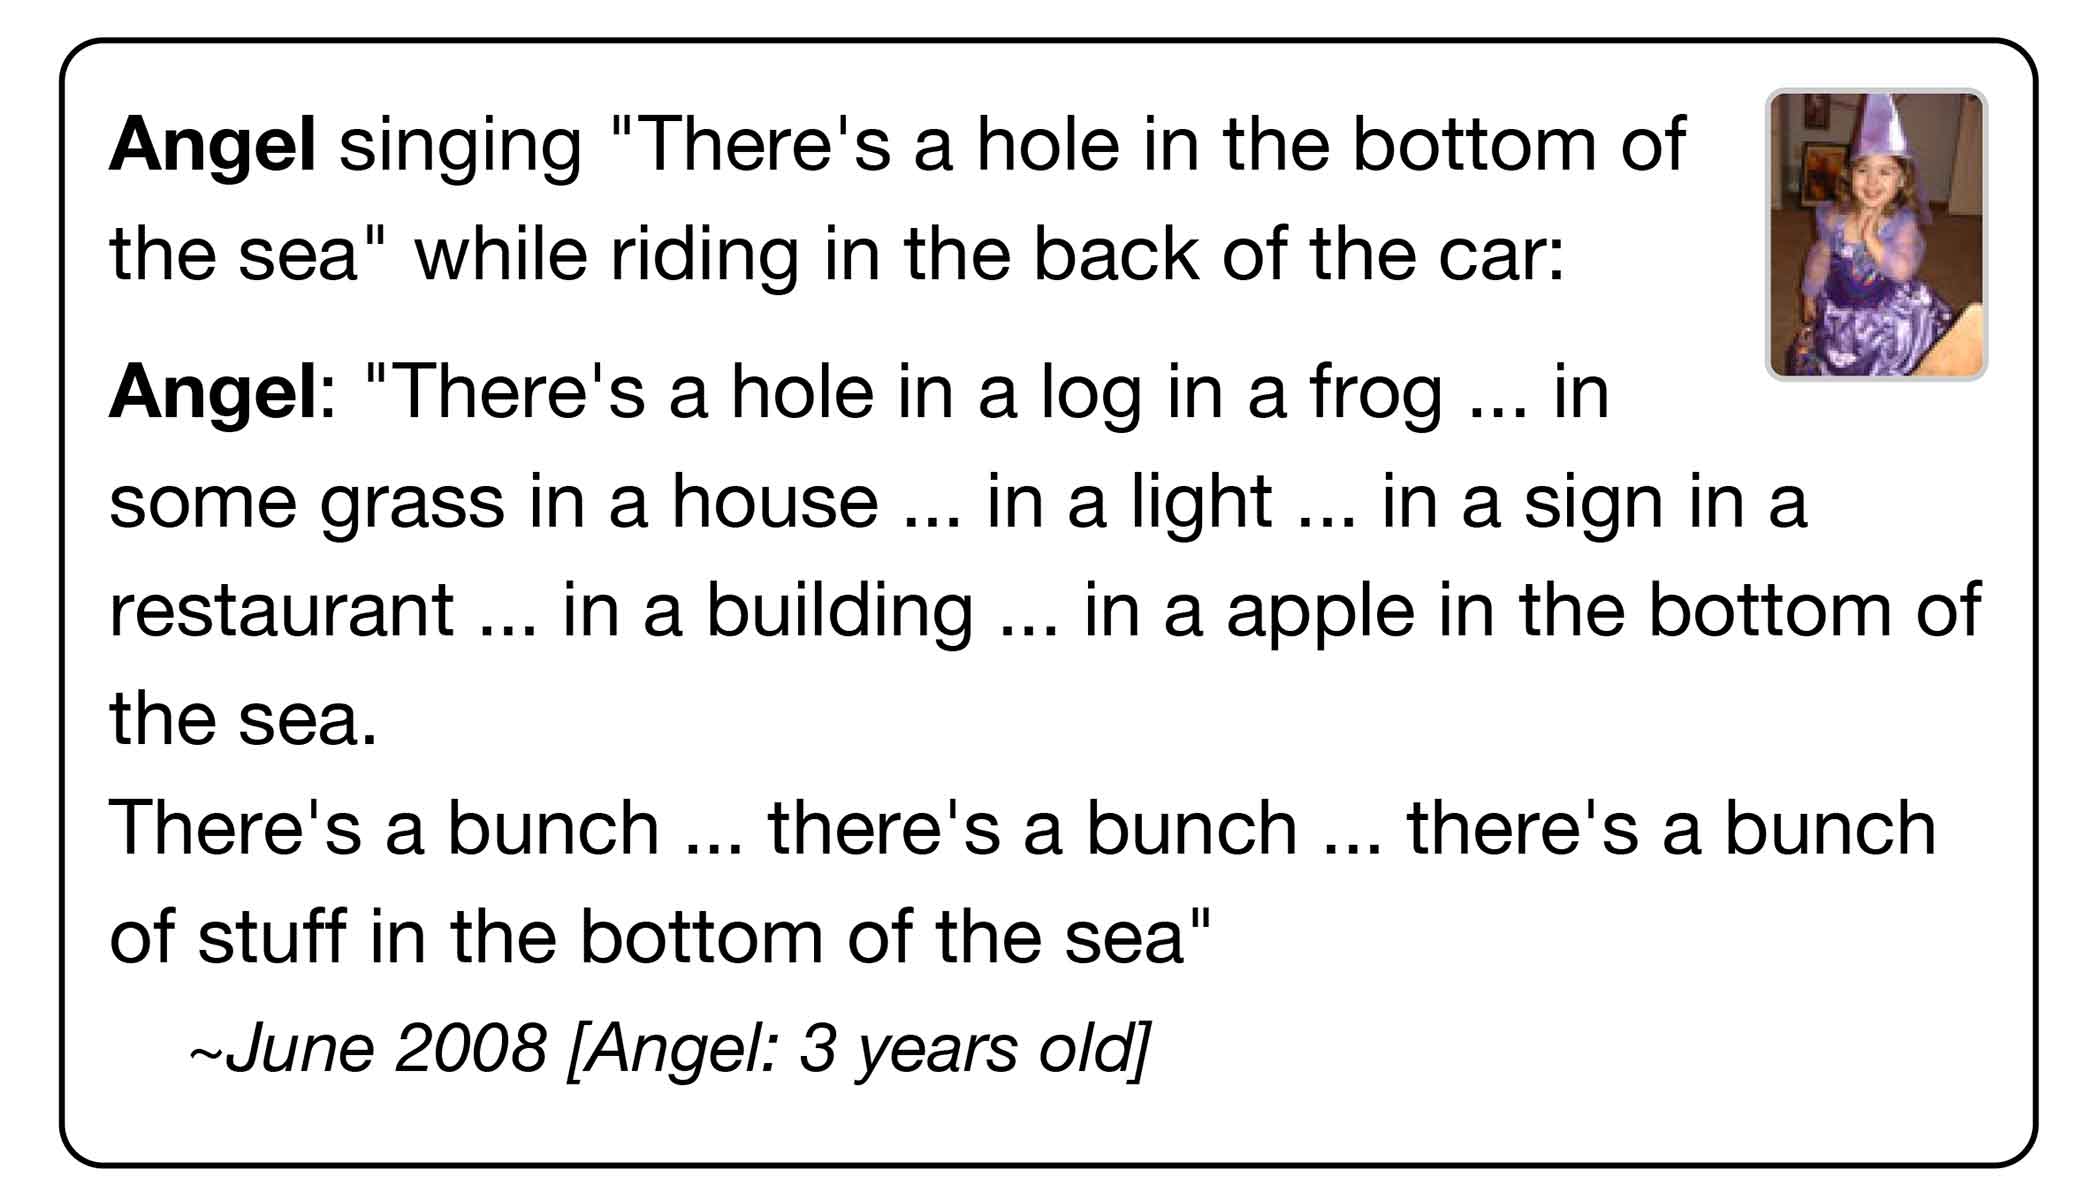 Angel singing "There's a hole in the bottom of
the sea" while riding in the back of the car:
Angel: "There's a hole in a log in a frog ... in
some grass in a house ... in a light ... in a sign in a
restaurant ... in a building ... in a apple in the bottom of
the sea.
There's a bunch ... there's a bunch ... there's a bunch
of stuff in the bottom of the sea"
~June 2008 [Angel: 3 years old]